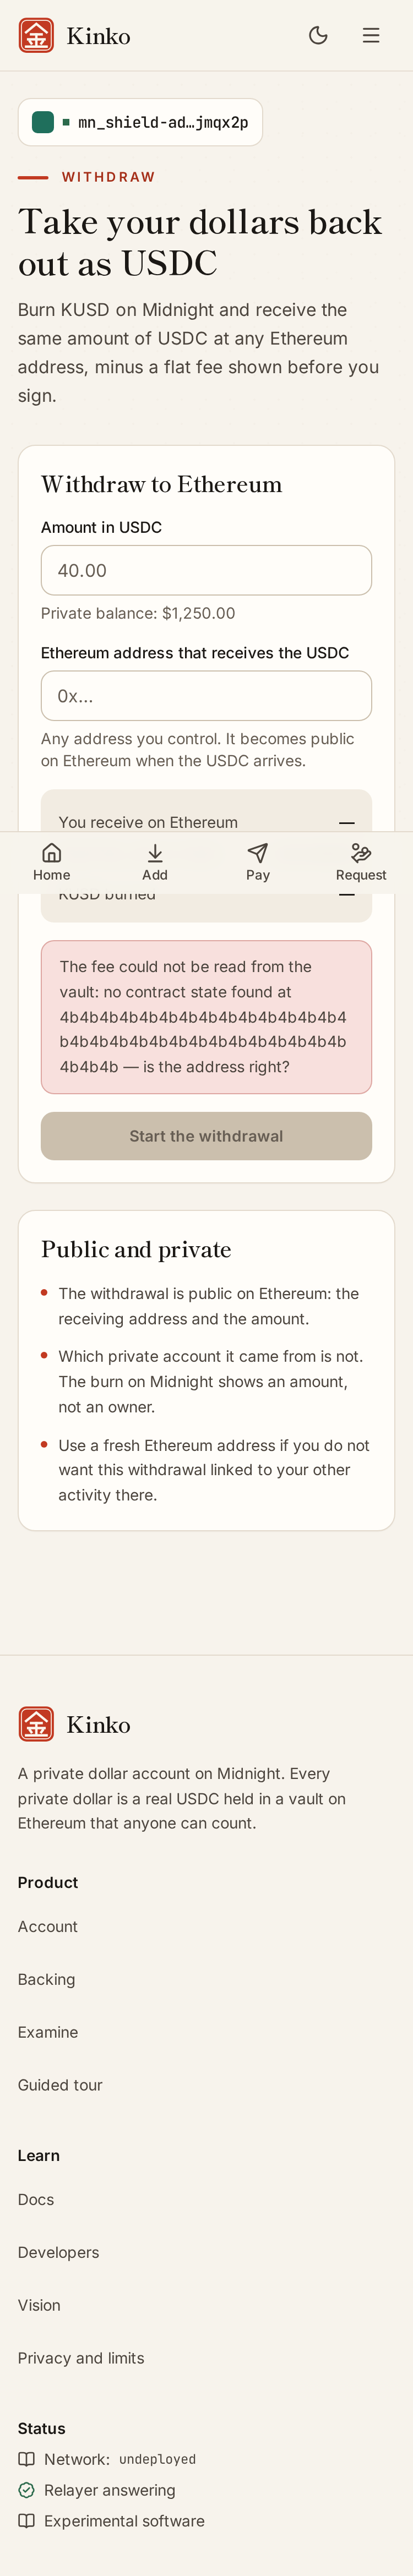 金 Kinko
mn_shield-ad…jmqx2p
WITHDRAW
Take your dollars back
out as USDC
Burn KUSD on Midnight and receive the
same amount of USDC at any Ethereum
address, minus a flat fee shown before you
sign.
Withdraw to Ethereum
Amount in USDC
40.00
Private balance: $1,250.00
Ethereum address that receives the USDC
0x…
Any address you control. It becomes public
on Ethereum when the USDC arrives.
You receive on Ethereum —
Home Add Pay Request
KUSD burned —
The fee could not be read from the
vault: no contract state found at
4b4b4b4b4b4b4b4b4b4b4b4b4b4b4
b4b4b4b4b4b4b4b4b4b4b4b4b4b4b
4b4b4b — is the address right?
Start the withdrawal
Public and private
The withdrawal is public on Ethereum: the
receiving address and the amount.
Which private account it came from is not.
The burn on Midnight shows an amount,
not an owner.
Use a fresh Ethereum address if you do not
want this withdrawal linked to your other
activity there.
金 Kinko
A private dollar account on Midnight. Every
private dollar is a real USDC held in a vault on
Ethereum that anyone can count.
Product
Account
Backing
Examine
Guided tour
Learn
Docs
Developers
Vision
Privacy and limits
Status
Network: undeployed
Relayer answering
Experimental software